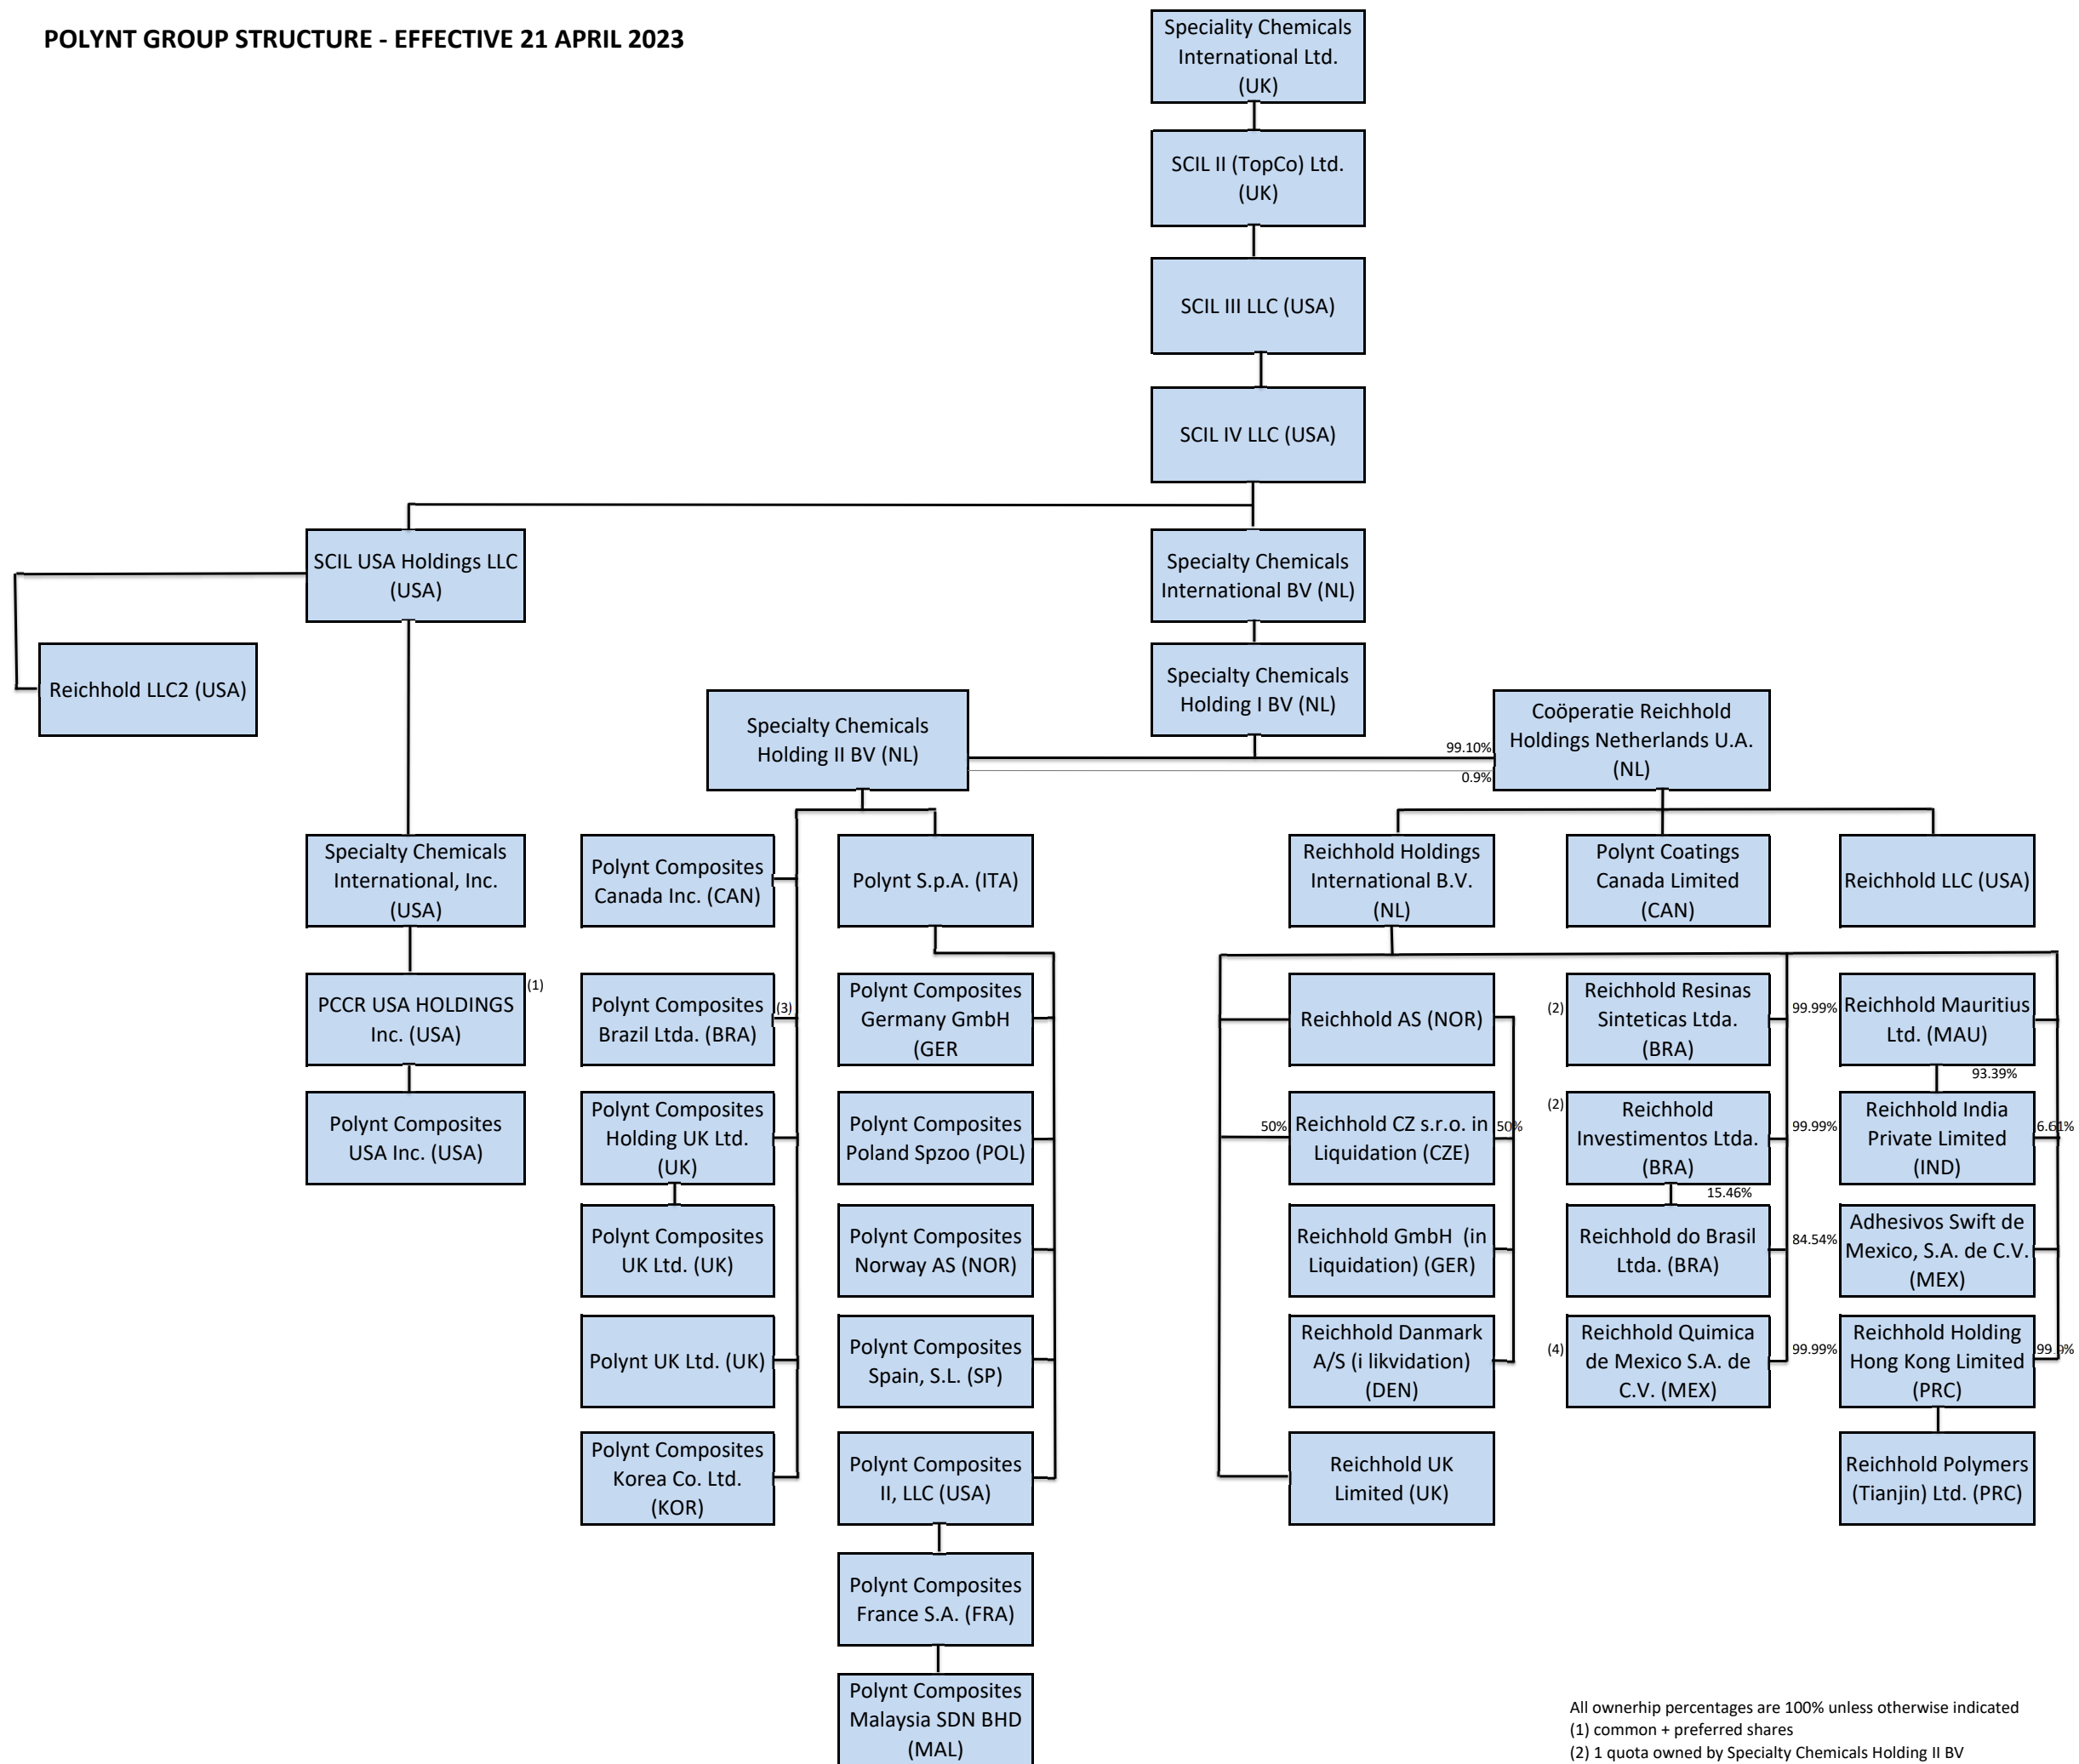 POLYNT GROUP STRUCTURE - EFFECTIVE 21 APRIL 2023
Speciality Chemicals
International Ltd.
(UK)
SCIL II (TopCo) Ltd.
(UK)
SCIL III LLC (USA)
SCIL IV LLC (USA)
SCIL USA Holdings LLC
(USA)
Specialty Chemicals
International BV (NL)
Reichhold LLC2 (USA)
Specialty Chemicals
Holding I BV (NL)
Specialty Chemicals
Holding II BV (NL)
99.10%
0.9%
Coöperatie Reichhold
Holdings Netherlands U.A.
(NL)
Specialty Chemicals
International, Inc.
(USA)
Polynt Composites
Canada Inc. (CAN)
Polynt S.p.A. (ITA)
Reichhold Holdings
International B.V.
(NL)
Polynt Coatings
Canada Limited
(CAN)
Reichhold LLC (USA)
PCCR USA HOLDINGS
Inc. (USA)
(1)
Polynt Composites
Brazil Ltda. (BRA)
(3)
Polynt Composites
Germany GmbH
(GER
Reichhold AS (NOR)
(2)
Reichhold Resinas
Sinteticas Ltda.
(BRA)
99.99%
Reichhold Mauritius
Ltd. (MAU)
93.39%
Polynt Composites
USA Inc. (USA)
Polynt Composites
Holding UK Ltd.
(UK)
Polynt Composites
Poland Spzoo (POL)
50%
Reichhold CZ s.r.o. in
Liquidation (CZE)
50%
(2)
Reichhold
Investimentos Ltda.
(BRA)
99.99%
15.46%
Reichhold India
Private Limited
(IND)
6.61%
Polynt Composites
UK Ltd. (UK)
Polynt Composites
Norway AS (NOR)
Reichhold GmbH  (in
Liquidation) (GER)
Reichhold do Brasil
Ltda. (BRA)
84.54%
Adhesivos Swift de
Mexico, S.A. de C.V.
(MEX)
Polynt UK Ltd. (UK)
Polynt Composites
Spain, S.L. (SP)
Reichhold Danmark
A/S (i likvidation)
(DEN)
(4)
Reichhold Quimica
de Mexico S.A. de
C.V. (MEX)
99.99%
Reichhold Holding
Hong Kong Limited
(PRC)
Polynt Composites
Korea Co. Ltd.
(KOR)
Polynt Composites
II, LLC (USA)
Reichhold UK
Limited (UK)
Reichhold Polymers
(Tianjin) Ltd. (PRC)
Polynt Composites
France S.A. (FRA)
Polynt Composites
Malaysia SDN BHD
(MAL)
All ownerhip percentages are 100% unless otherwise indicated
(1) common + preferred shares
(2) 1 quota owned by Specialty Chemicals Holding II BV